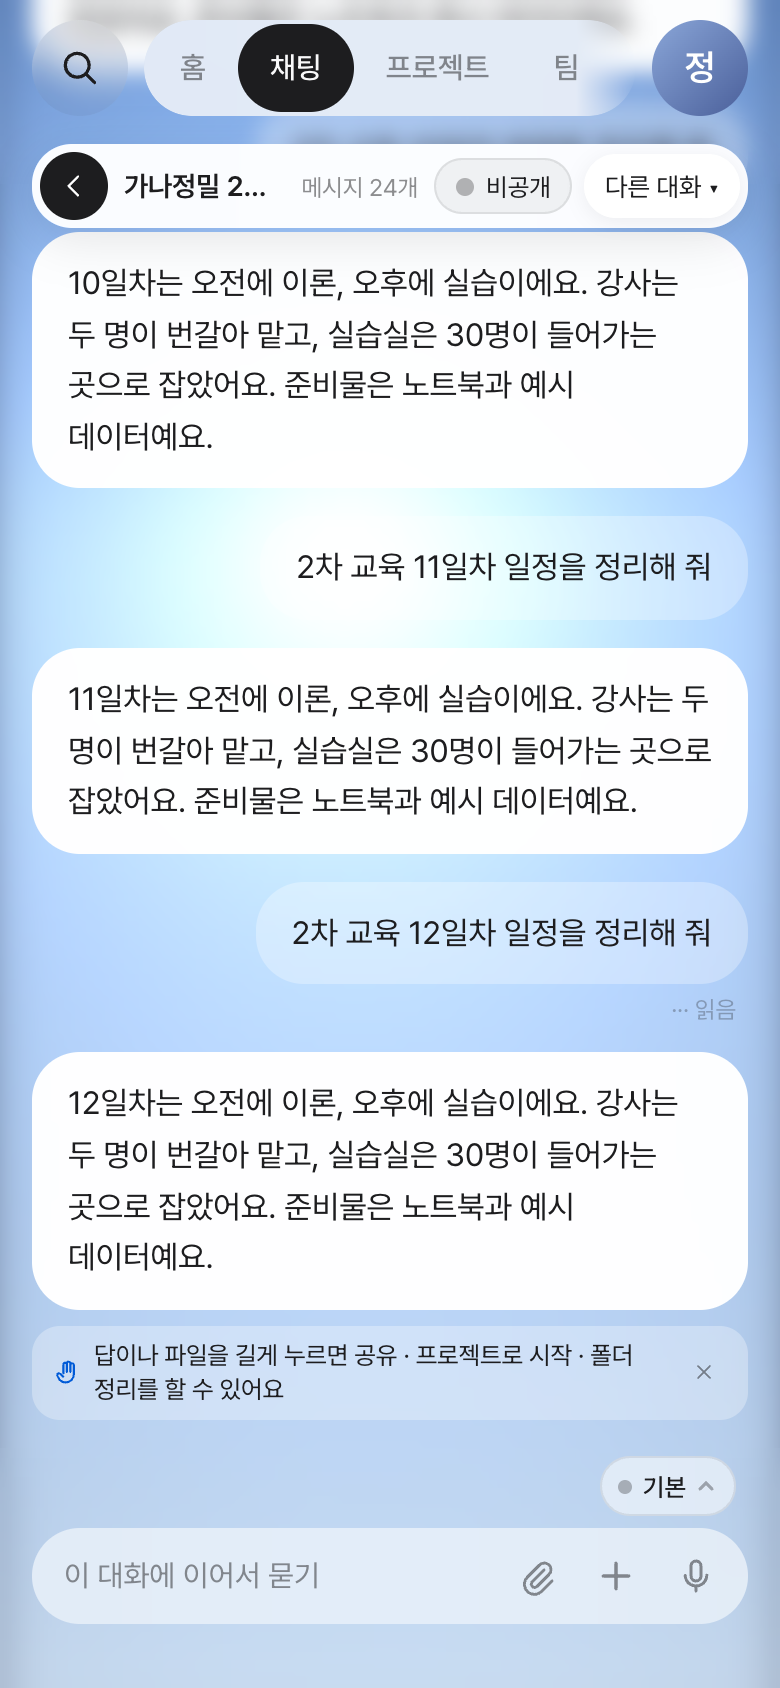 홈 채팅 프로젝트 팀 정
가나정밀 2... 메시지 24개 비공개 다른 대화
10일차는 오전에 이론, 오후에 실습이에요. 강사는
두 명이 번갈아 맡고, 실습실은 30명이 들어가는
곳으로 잡았어요. 준비물은 노트북과 예시
데이터예요.
2차 교육 11일차 일정을 정리해 줘
11일차는 오전에 이론, 오후에 실습이에요. 강사는 두
명이 번갈아 맡고, 실습실은 30명이 들어가는 곳으로
잡았어요. 준비물은 노트북과 예시 데이터예요.
2차 교육 12일차 일정을 정리해 줘
··· 읽음
12일차는 오전에 이론, 오후에 실습이에요. 강사는
두 명이 번갈아 맡고, 실습실은 30명이 들어가는
곳으로 잡았어요. 준비물은 노트북과 예시
데이터예요.
답이나 파일을 길게 누르면 공유 · 프로젝트로 시작 · 폴더
정리를 할 수 있어요
기본
이 대화에 이어서 묻기